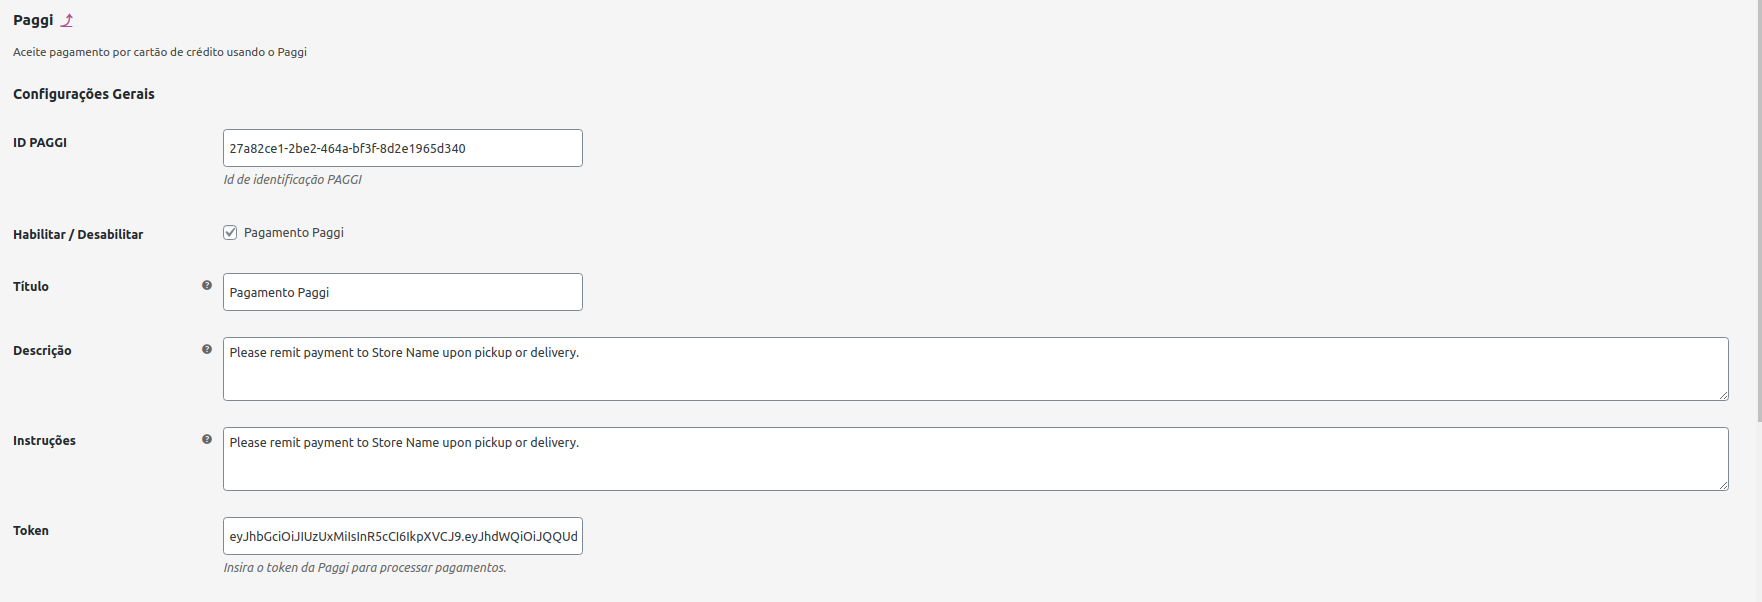 Paggi
Aceite pagamento por cartão de crédito usando o Paggi
Configurações Gerais
ID PAGGI
27a82ce1-2be2-464a-bf3f-8d2e1965d340
Id de identificação PAGGI
Habilitar / Desabilitar
Pagamento Paggi
Título
Pagamento Paggi
Descrição
Please remit payment to Store Name upon pickup or delivery.
Instruções
Please remit payment to Store Name upon pickup or delivery.
Token
eyJhbGciOiJIUzUxMiIsInR5cCI6IkpXVCJ9.eyJhdWQiOiJQQUd
Insira o token da Paggi para processar pagamentos.